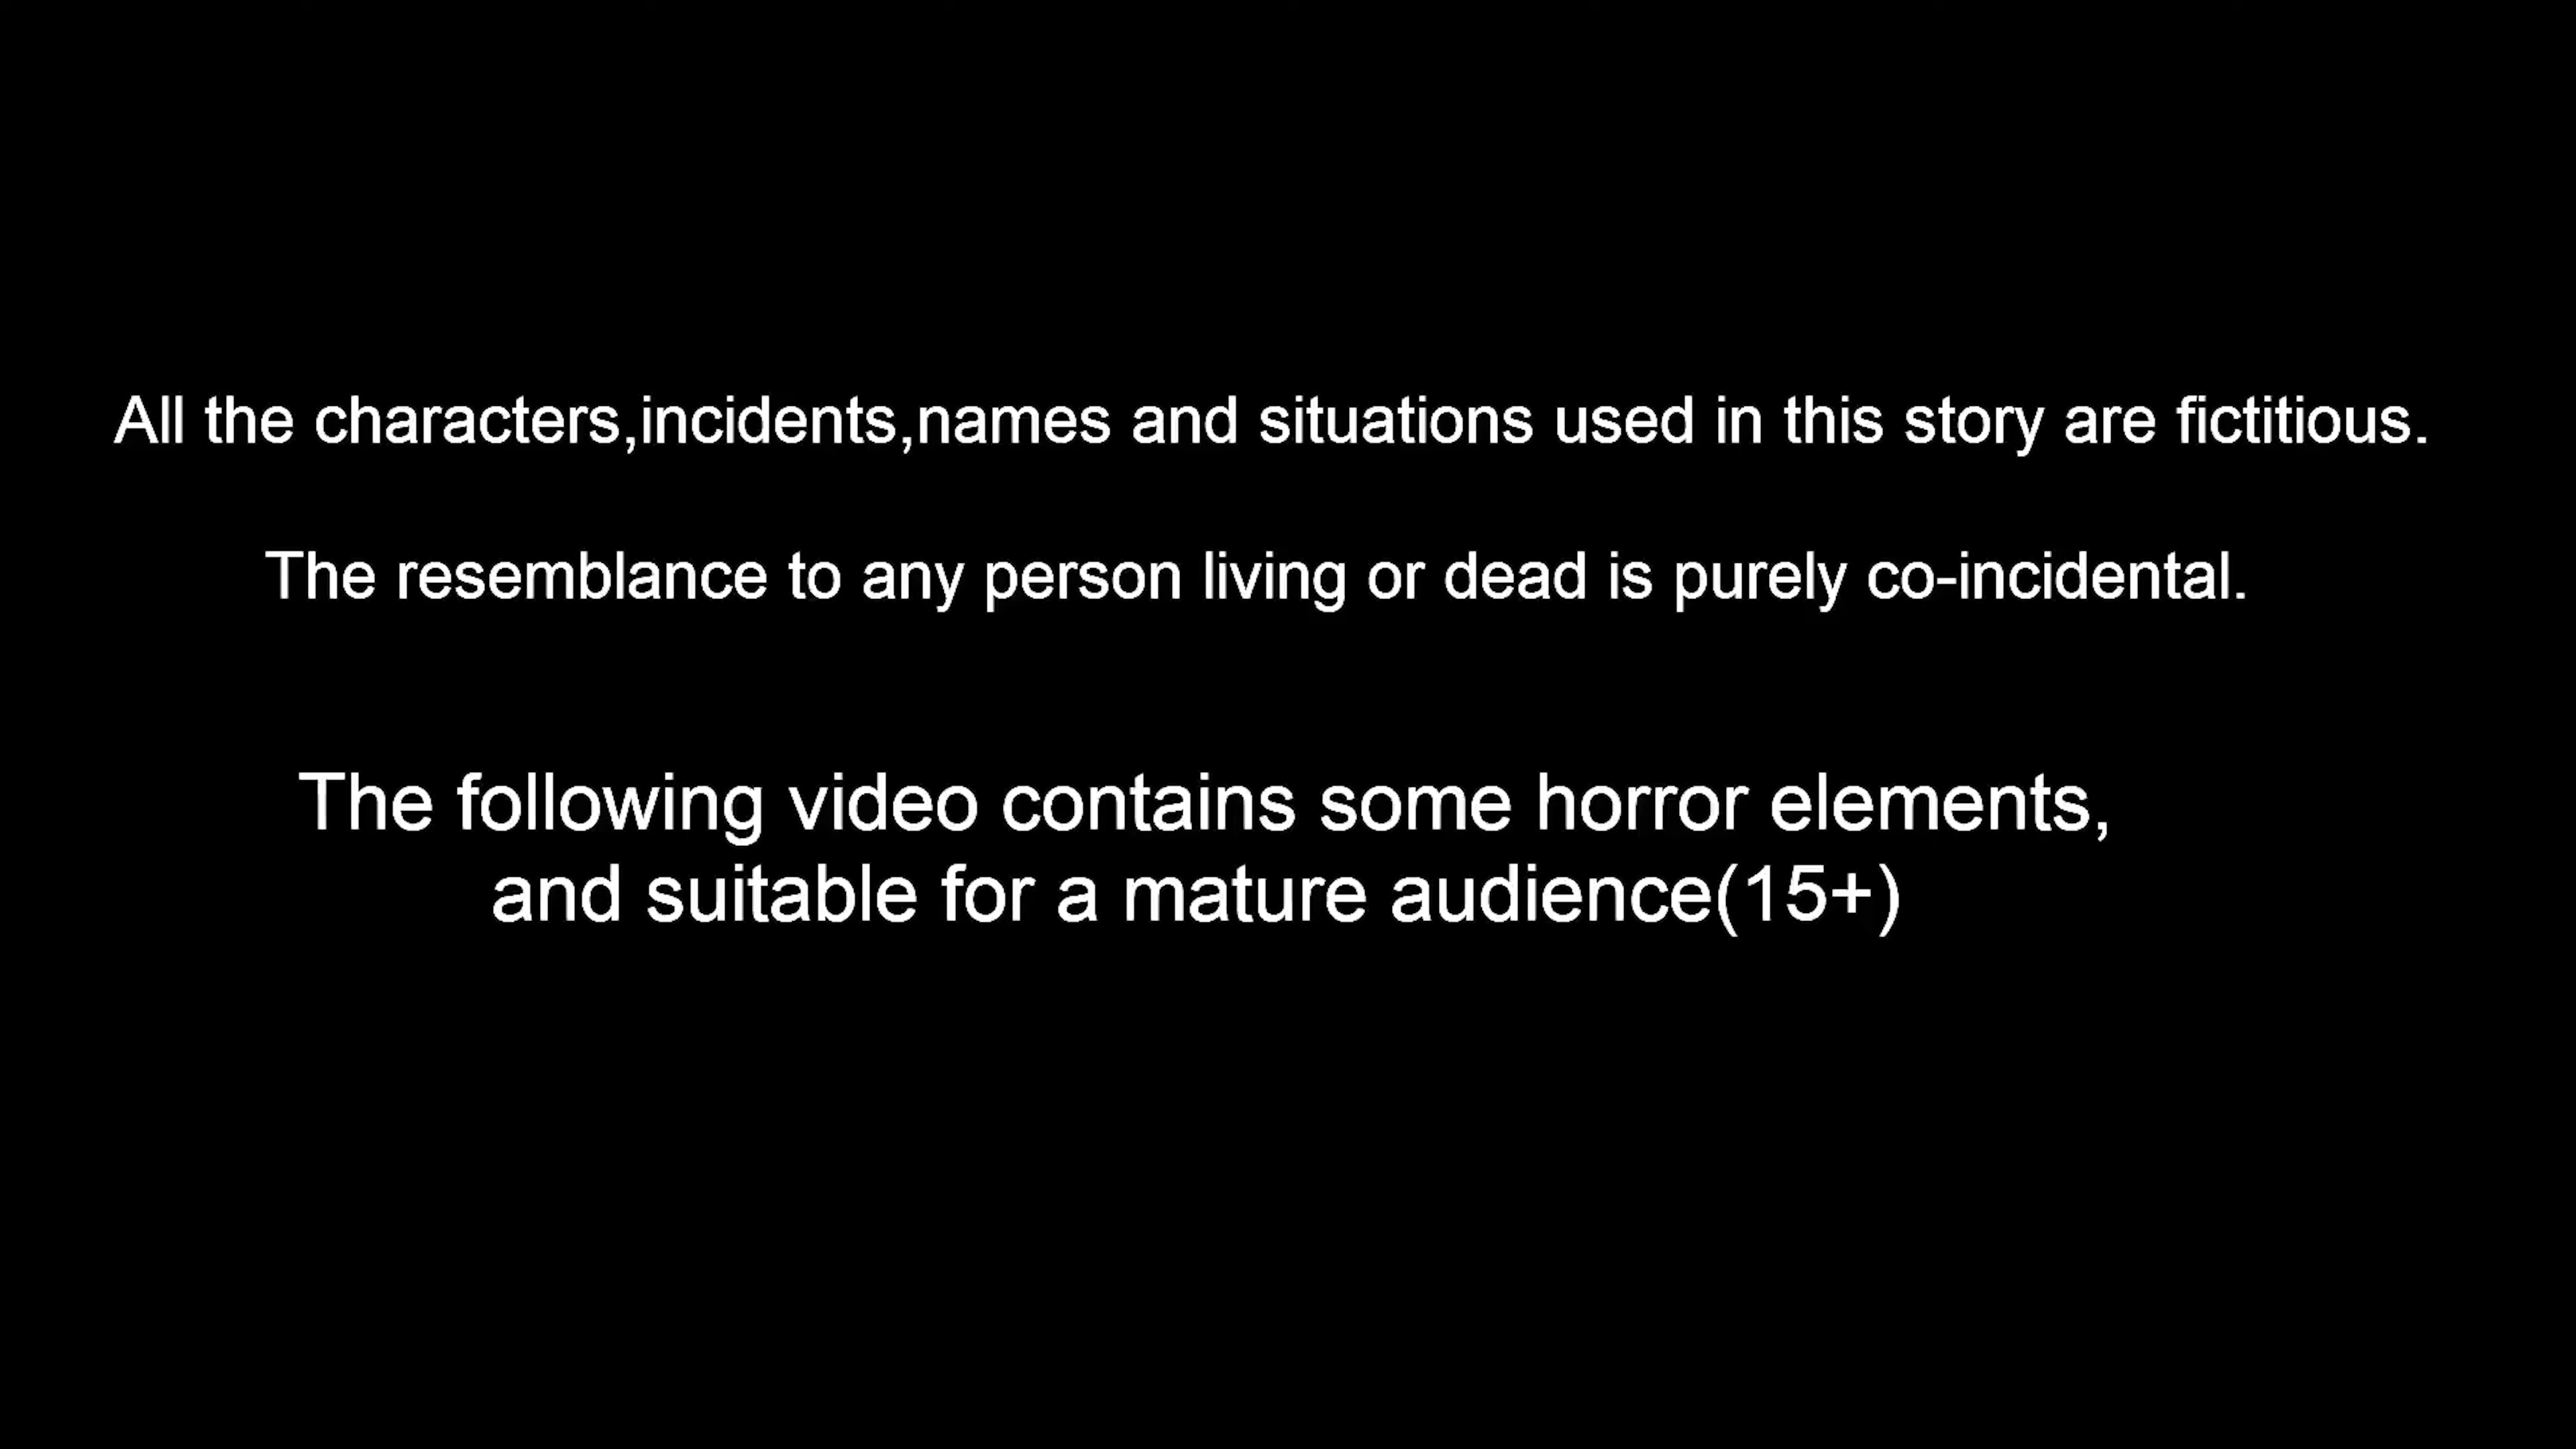 All the characters,incidents,names and situations used in this story are fictitious.
The resemblance to any person living or dead is purely co-incidental.
The following video contains some horror elements,
and suitable for a mature audience(15+)